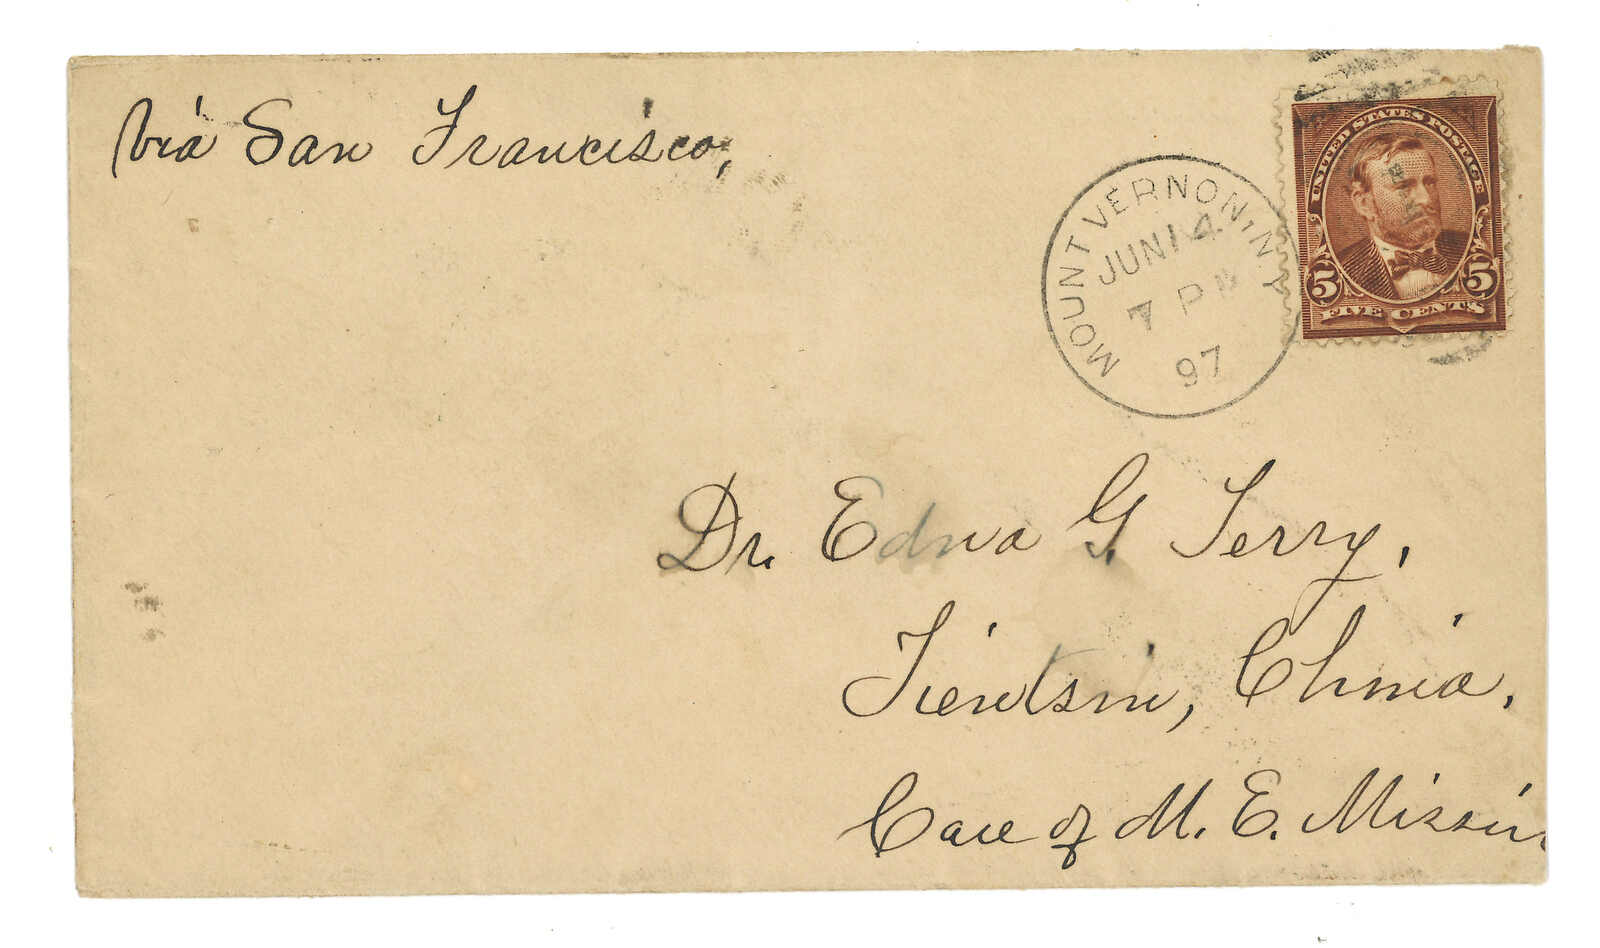 via San Francisco,
UNITED STATES POSTAGE
5 5
FIVE CENTS
MOUNT VERNON, N.Y.
JUN 14
7 PM
97
Dr. Edna G. Terry,
Tientsin, China.
Care of M. E. Mission